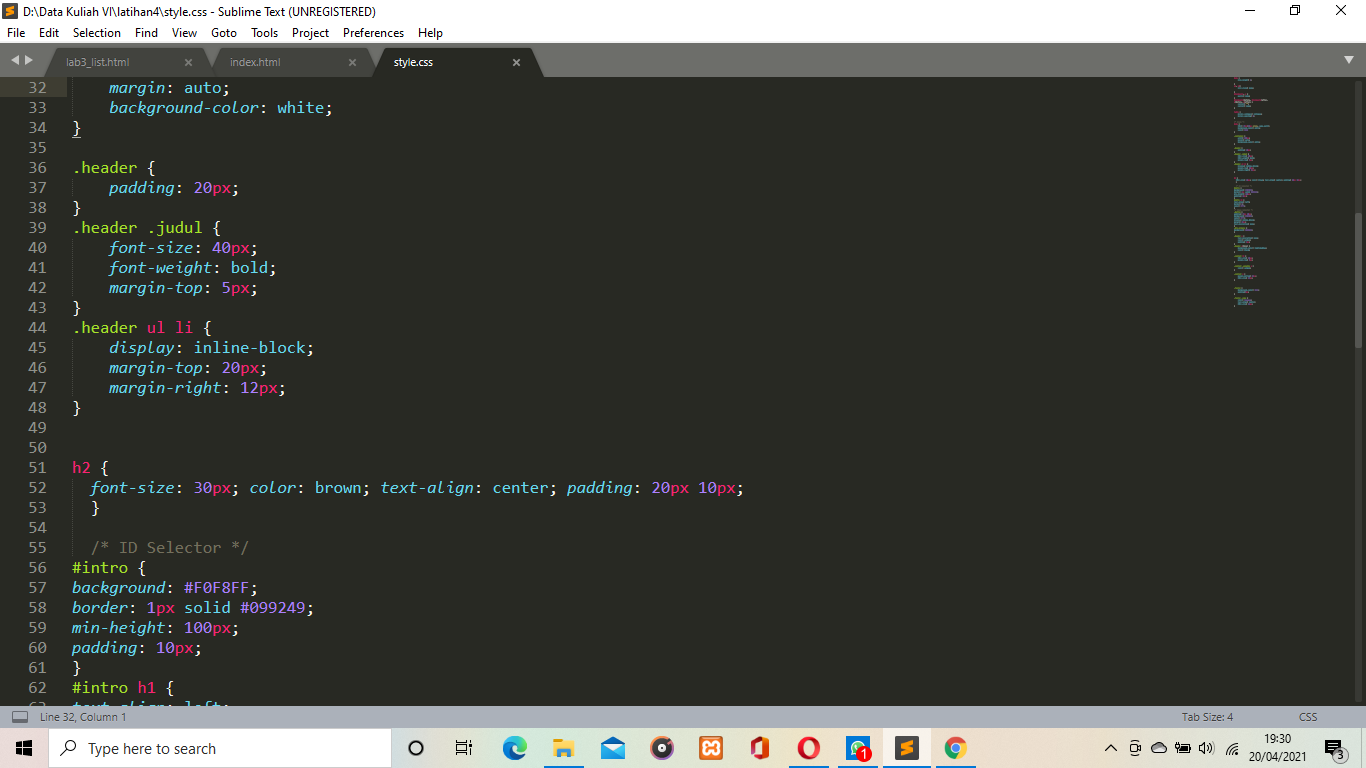 D:\Data Kuliah VI\latihan4\style.css - Sublime Text (UNREGISTERED)
File Edit Selection Find View Goto Tools Project Preferences Help
lab3_list.html index.html style.css
32 margin: auto;
33 background-color: white;
34 }
35
36 .header {
37 padding: 20px;
38 }
39 .header .judul {
40 font-size: 40px;
41 font-weight: bold;
42 margin-top: 5px;
43 }
44 .header ul li {
45 display: inline-block;
46 margin-top: 20px;
47 margin-right: 12px;
48 }
49
50
51 h2 {
52 font-size: 30px; color: brown; text-align: center; padding: 20px 10px;
53 }
54
55 /* ID Selector */
56 #intro {
57 background: #F0F8FF;
58 border: 1px solid #099249;
59 min-height: 100px;
60 padding: 10px;
61 }
62 #intro h1 {
63 text-align: left;
Line 32, Column 1 Tab Size: 4 CSS
Type here to search
1
19:30
20/04/2021
3